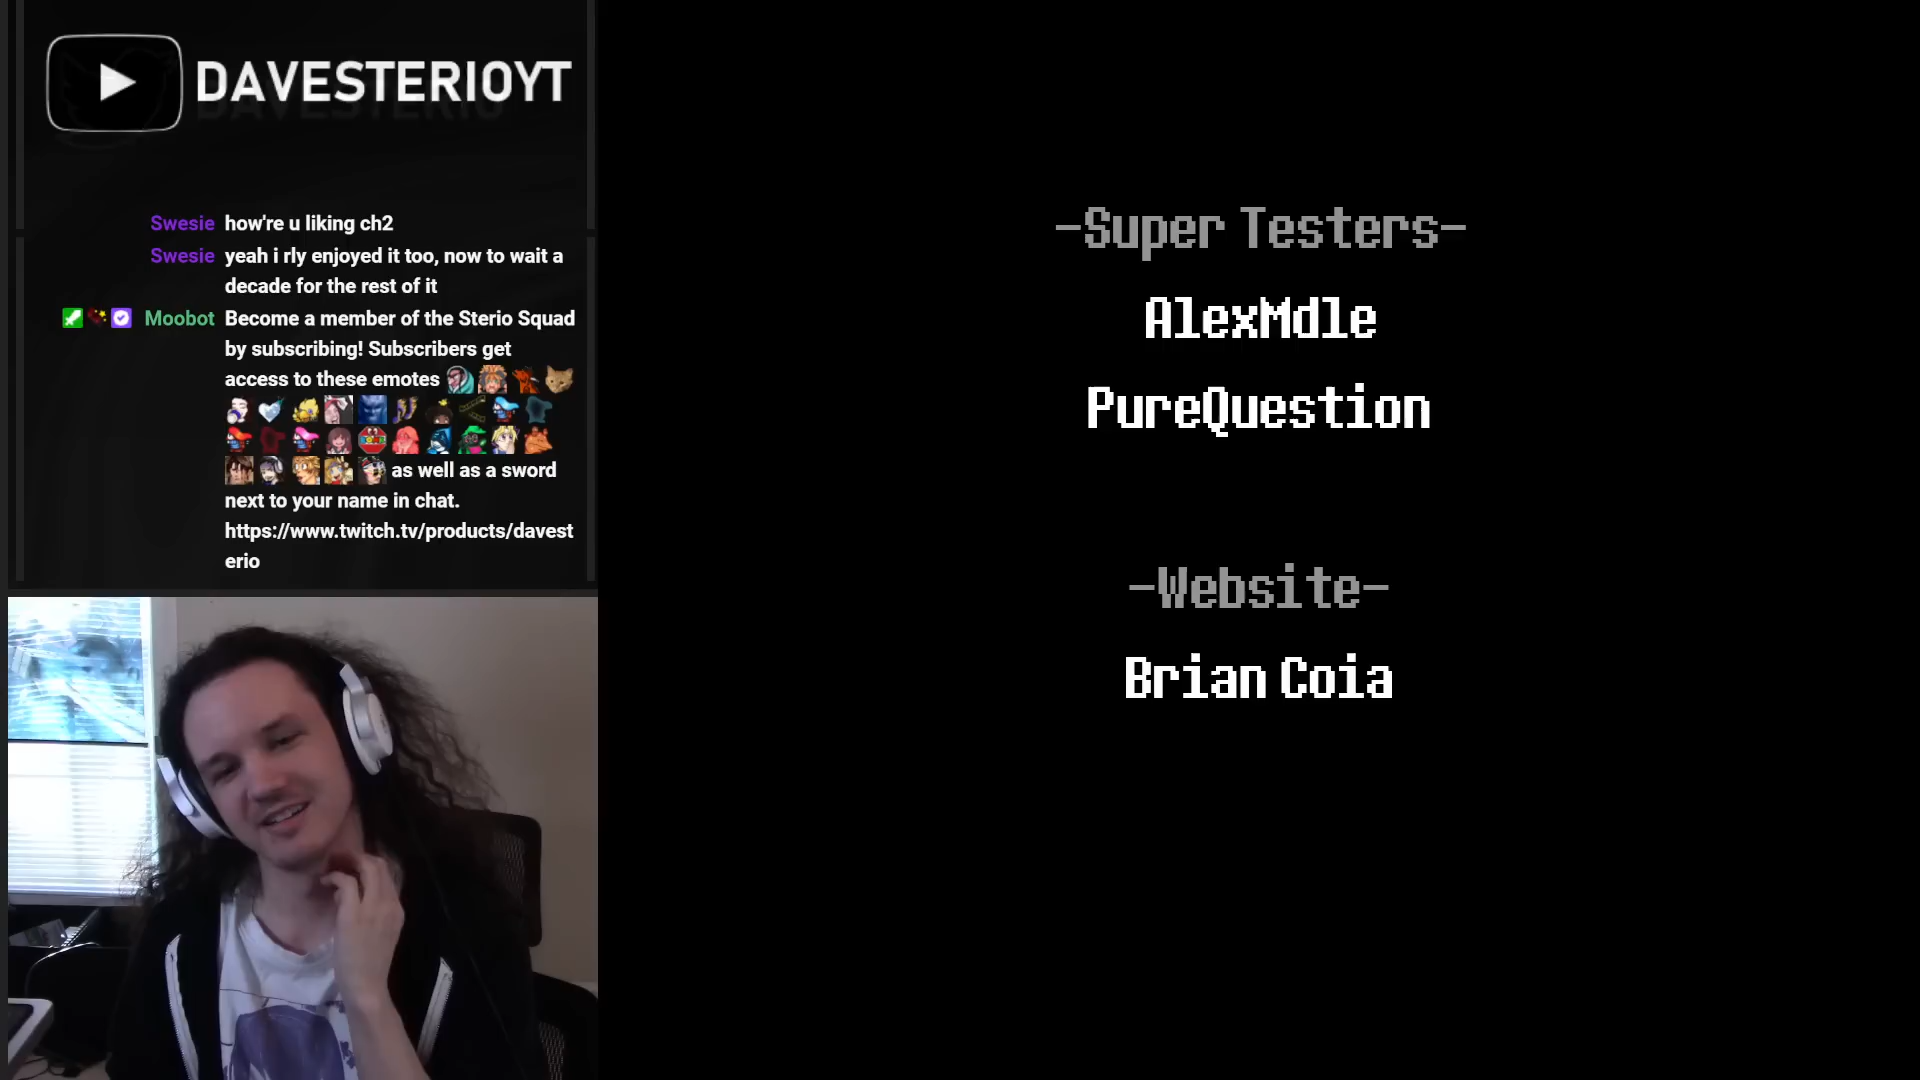 DAVESTERIOYT
Swesie how're u liking ch2
Swesie yeah i rly enjoyed it too, now to wait a
decade for the rest of it
Moobot Become a member of the Sterio Squad
by subscribing! Subscribers get
access to these emotes
as well as a sword
next to your name in chat.
https://www.twitch.tv/products/davest
erio
-Super Testers-
AlexMdle
PureQuestion
-Website-
Brian Coia